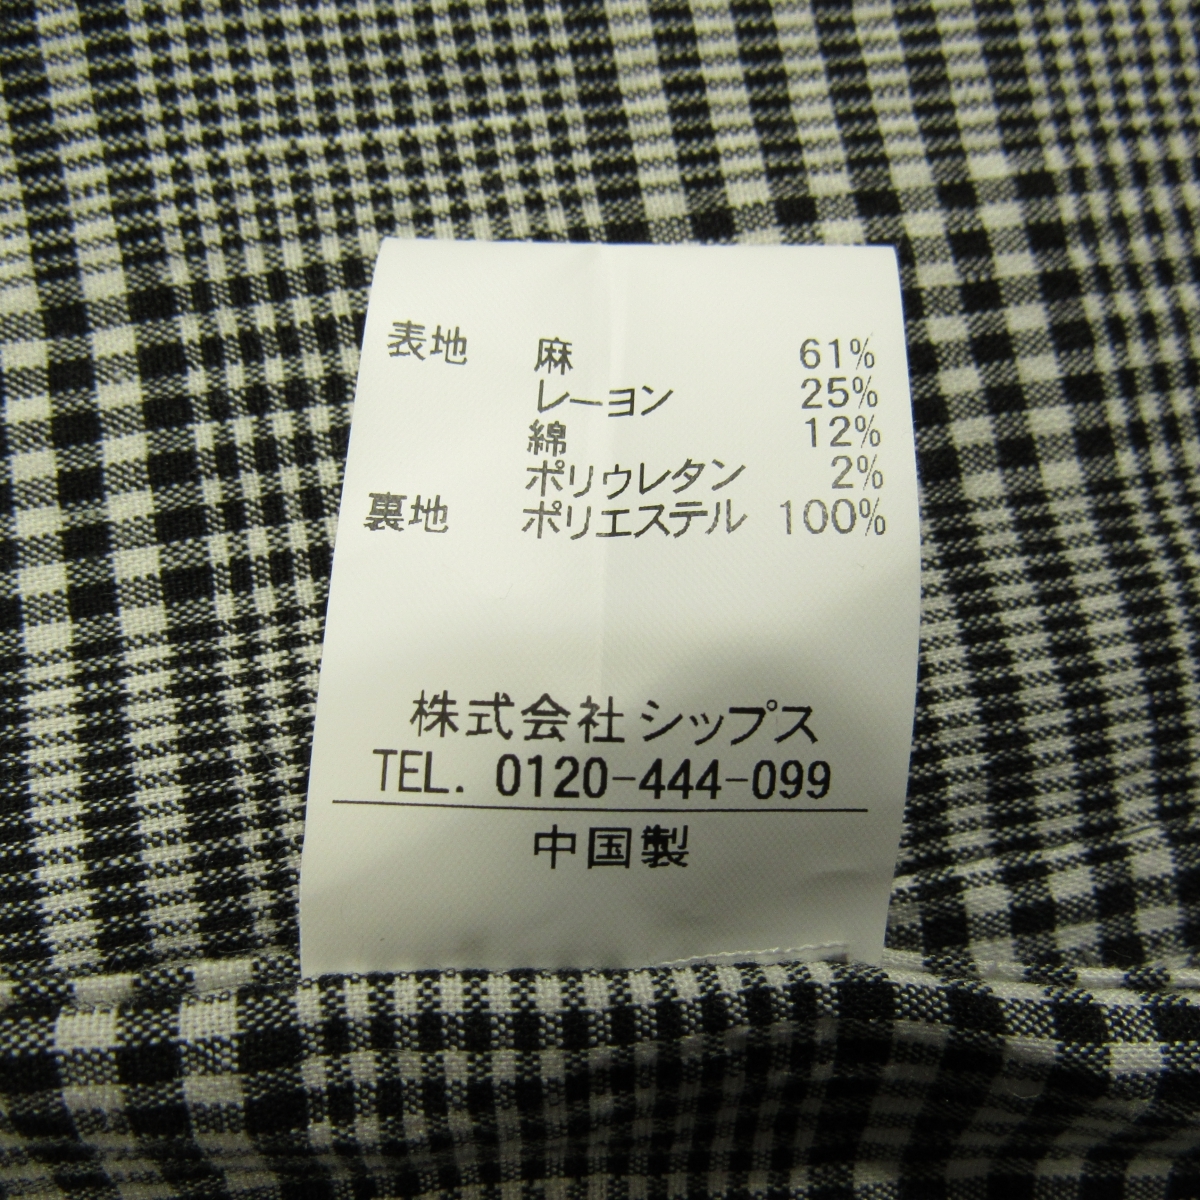 表地 麻 61%
レーヨン 25%
綿 12%
ポリウレタン 2%
裏地 ポリエステル 100%
株式会社シップス
TEL. 0120-444-099
中国製